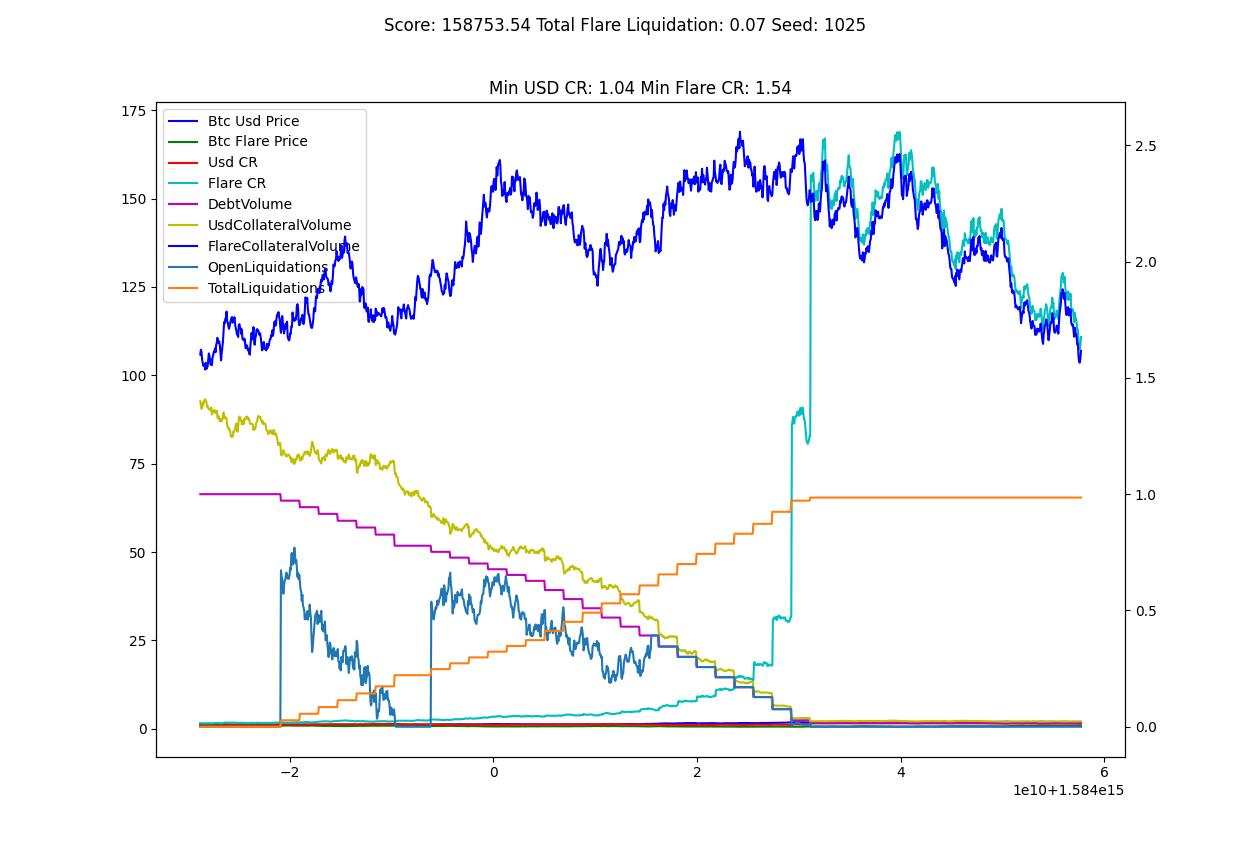 Score: 158753.54 Total Flare Liquidation: 0.07 Seed: 1025
Min USD CR: 1.04 Min Flare CR: 1.54
175
150
125
100
75
50
25
0
Btc Usd Price
Btc Flare Price
Usd CR
Flare CR
DebtVolume
UsdCollateralVolume
FlareCollateralVolume
OpenLiquidations
TotalLiquidations
2.5
2.0
1.5
1.0
0.5
0.0
−2 0 2 4 6
1e10+1.584e15